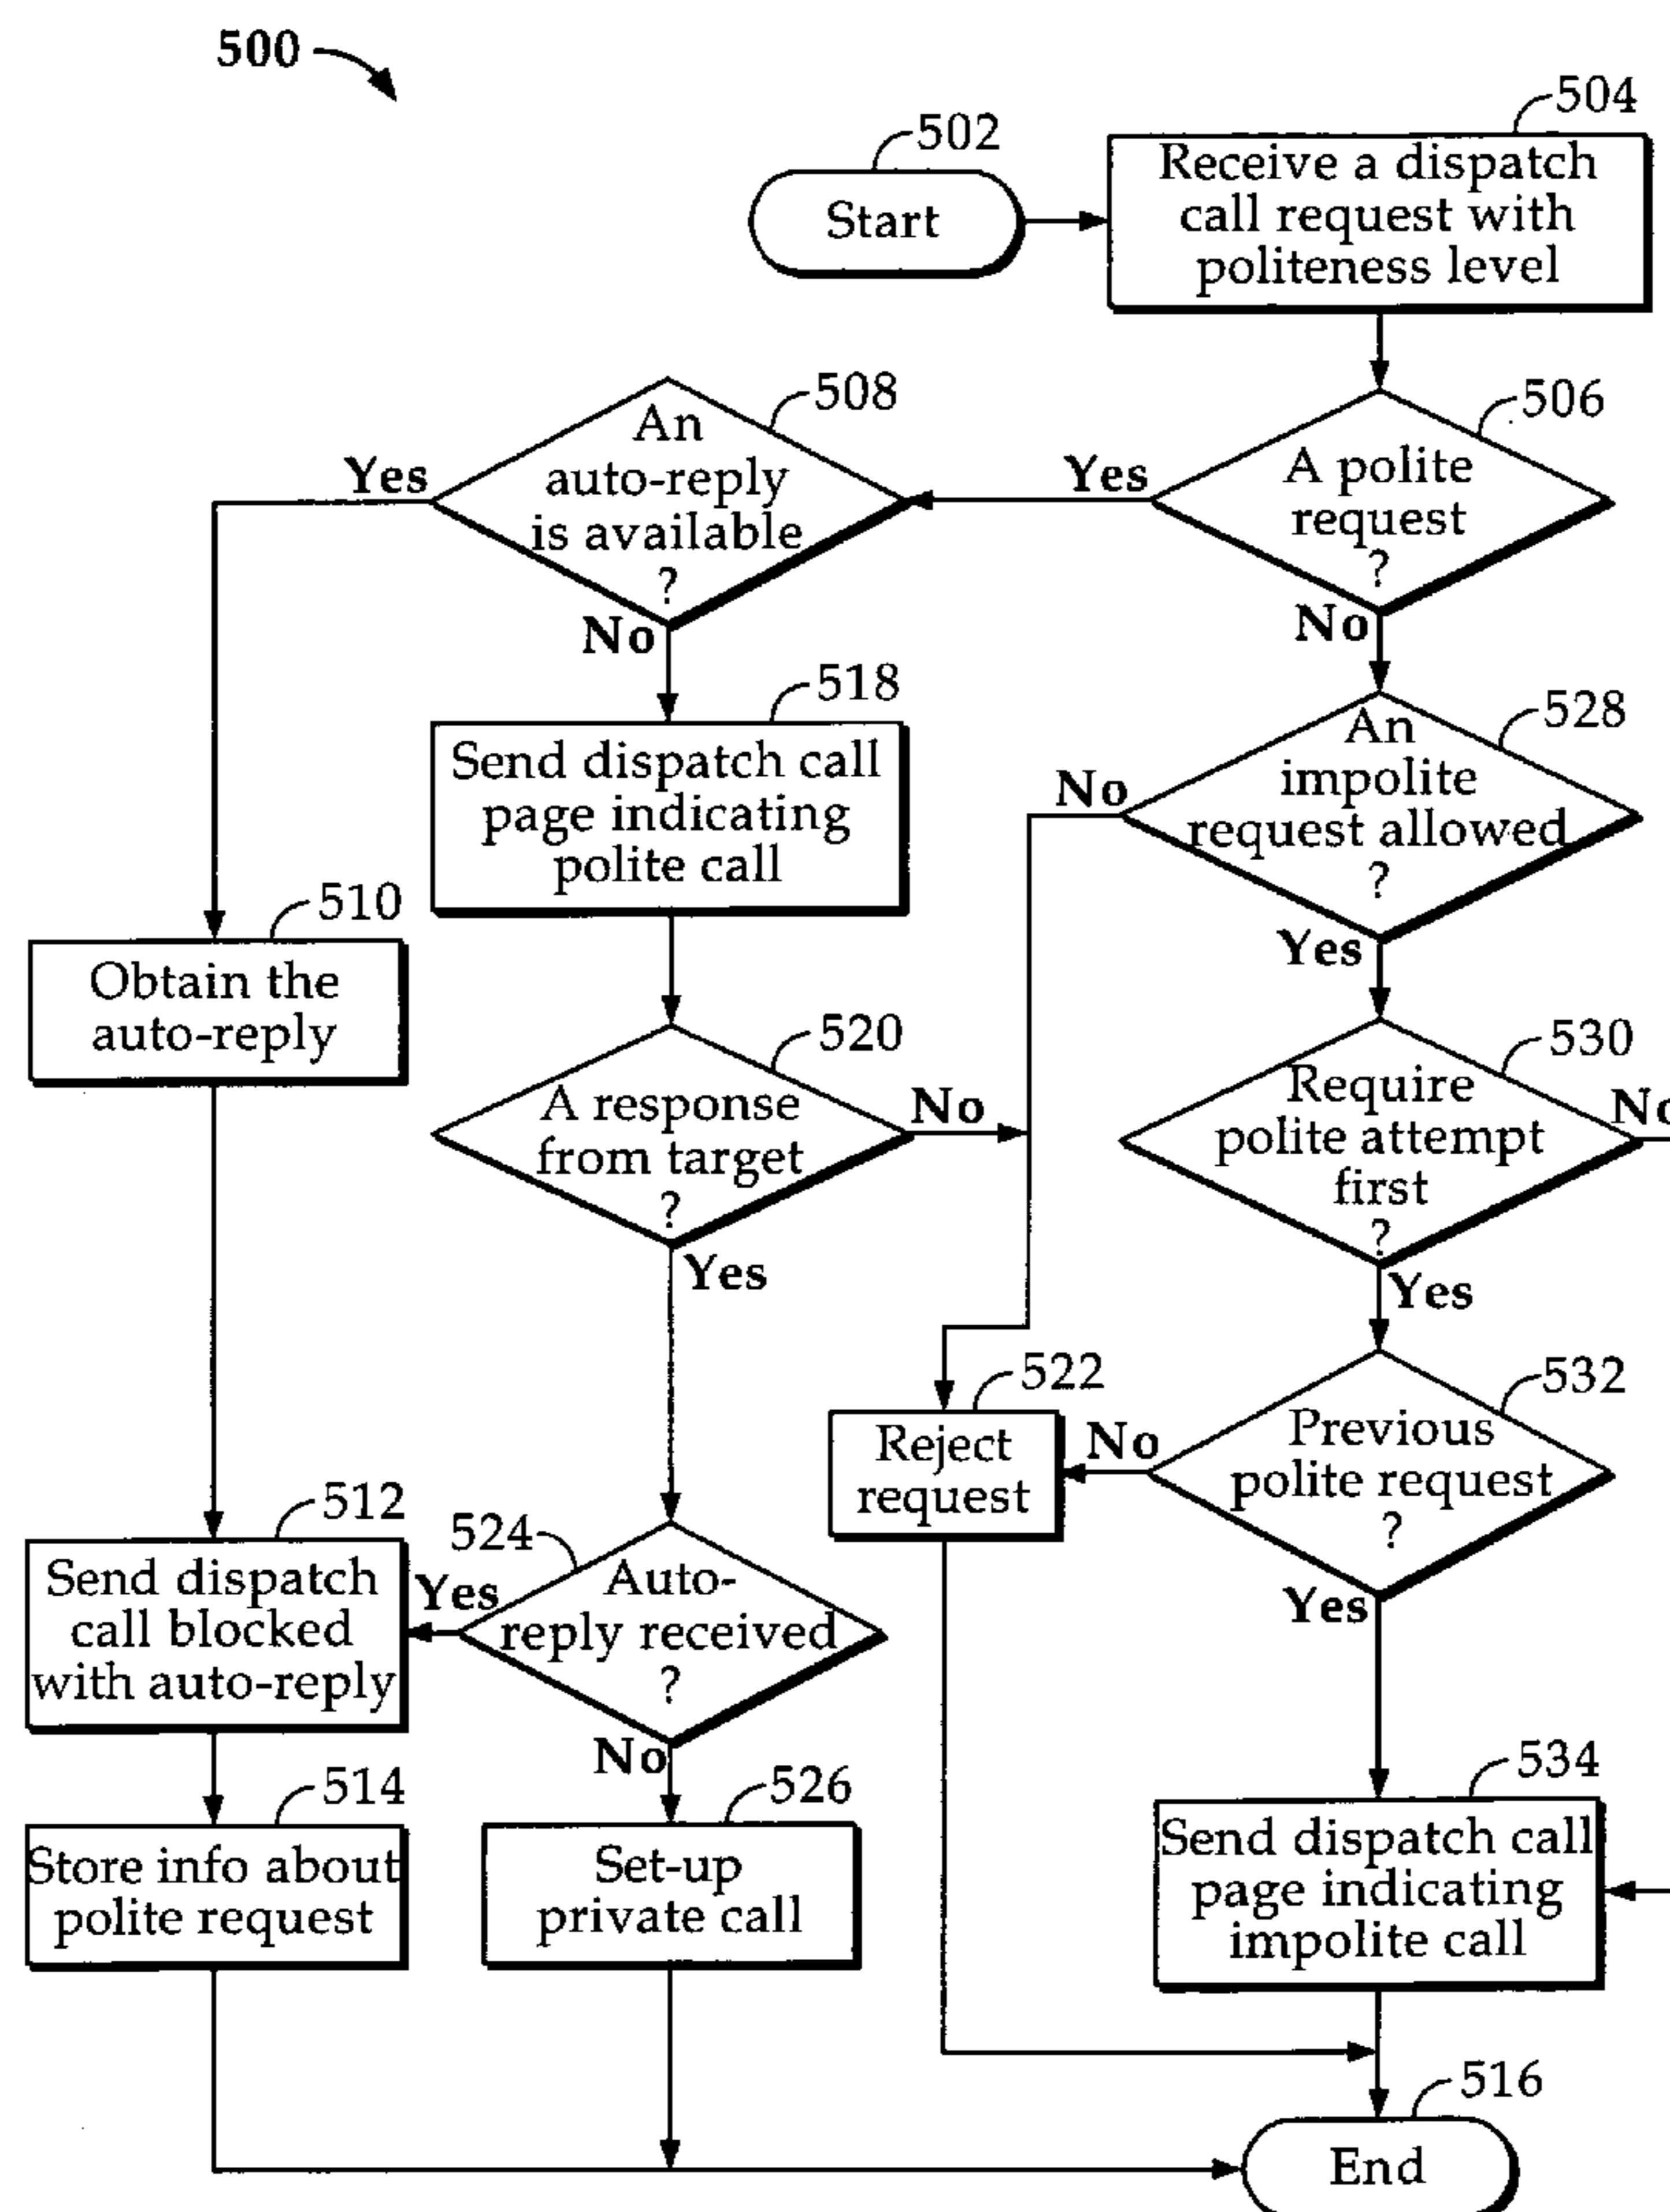 500
502
Start
504
Receive a dispatch
call request with
politeness level
506
A polite
request
?
Yes
No
508
An
auto-reply
is available
?
Yes
No
510
Obtain the
auto-reply
518
Send dispatch call
page indicating
polite call
528
An
impolite
request allowed
?
No
Yes
520
A response
from target
?
No
Yes
530
Require
polite attempt
first
?
No
Yes
522
Reject
request
532
Previous
polite request
?
No
Yes
512
Send dispatch
call blocked
with auto-reply
524
Auto-
reply received
?
Yes
No
514
Store info about
polite request
526
Set-up
private call
534
Send dispatch call
page indicating
impolite call
516
End